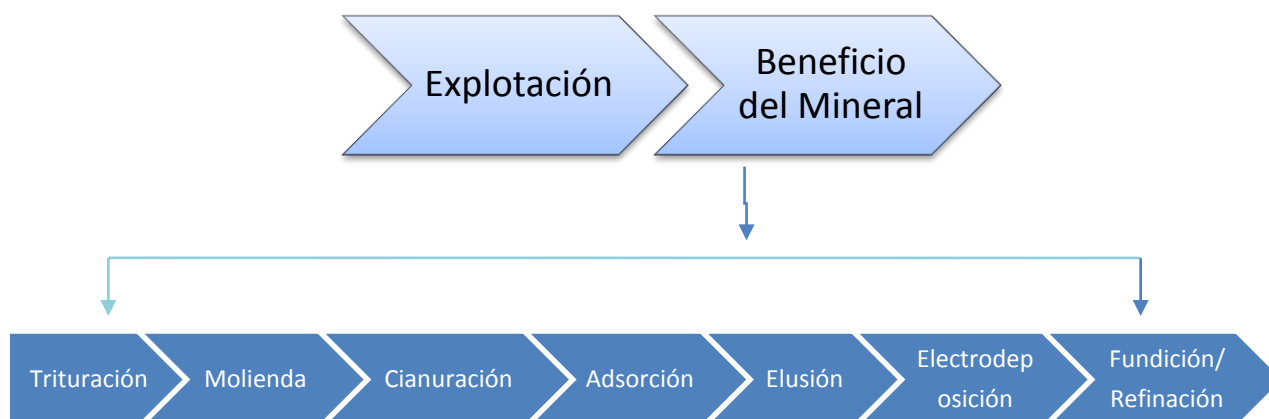 Explotación
Beneficio
del Mineral
Trituración
Molienda
Cianuración
Adsorción
Elusión
Electrodep
osición
Fundición/
Refinación